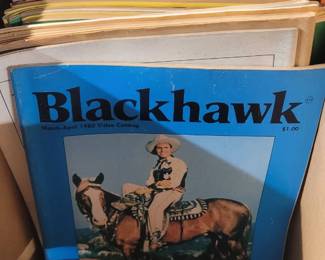 Blackhawk
March-April 1980 Video Catalog
$1.00